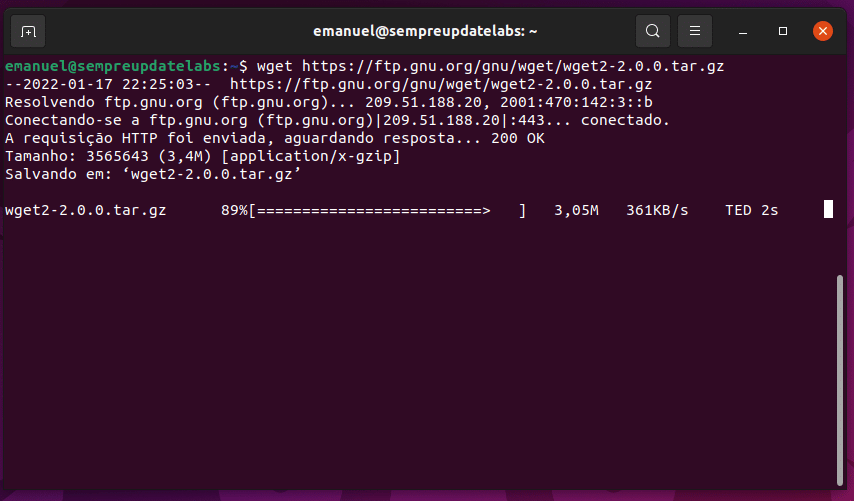 emanuel@sempreupdatelabs: ~
emanuel@sempreupdatelabs:~$ wget https://ftp.gnu.org/gnu/wget/wget2-2.0.0.tar.gz
--2022-01-17 22:25:03--  https://ftp.gnu.org/gnu/wget/wget2-2.0.0.tar.gz
Resolvendo ftp.gnu.org (ftp.gnu.org)... 209.51.188.20, 2001:470:142:3::b
Conectando-se a ftp.gnu.org (ftp.gnu.org)|209.51.188.20|:443... conectado.
A requisição HTTP foi enviada, aguardando resposta... 200 OK
Tamanho: 3565643 (3,4M) [application/x-gzip]
Salvando em: ‘wget2-2.0.0.tar.gz’
wget2-2.0.0.tar.gz      89%[=========================>   ]   3,05M   361KB/s    TED 2s